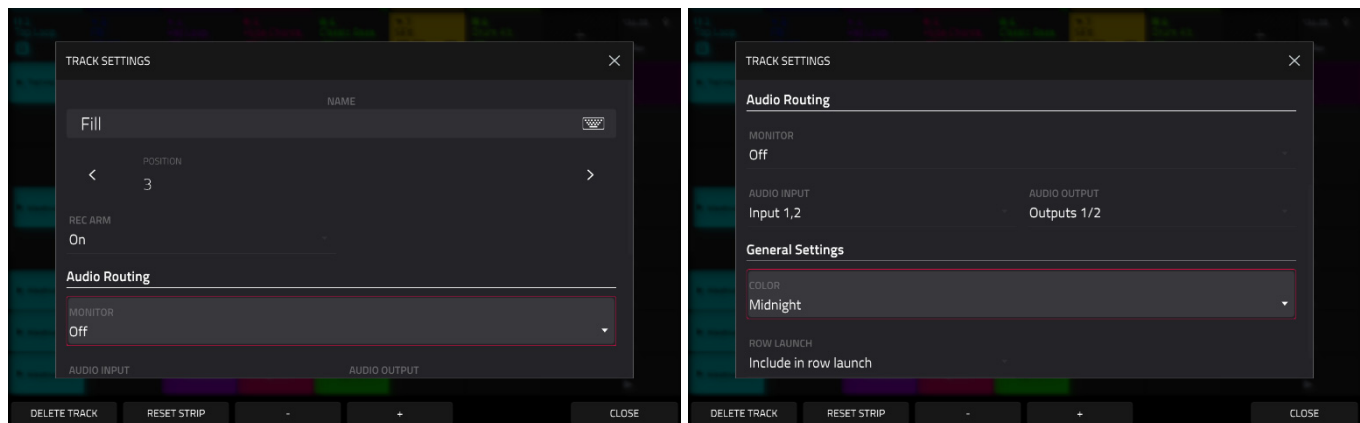 TRACK SETTINGS
NAME
Fill
POSITION
3
REC ARM
On
Audio Routing
MONITOR
Off
AUDIO INPUT AUDIO OUTPUT
DELETE TRACK RESET STRIP - + CLOSE
TRACK SETTINGS
Audio Routing
MONITOR
Off
AUDIO INPUT AUDIO OUTPUT
Input 1,2 Outputs 1/2
General Settings
COLOR
Midnight
ROW LAUNCH
Include in row launch
DELETE TRACK RESET STRIP - + CLOSE